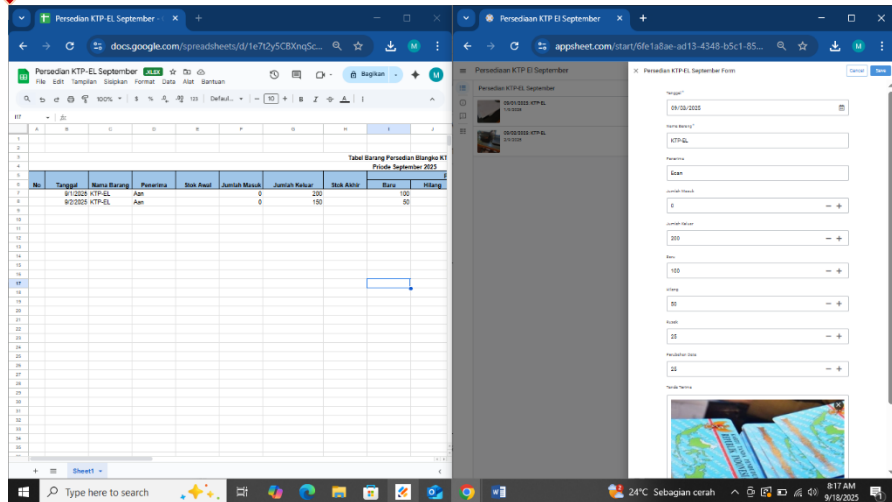 Persedian KTP-EL September -
docs.google.com/spreadsheets/d/1e7t2y5CBXnqSc...
Persedian KTP-EL September .XLSX
File Edit Tampilan Sisipkan Format Data Alat Bantuan
Bagikan
M
100% $ % 123 Defaul... 10 B I A
I17
A B C D E F G H I J
Tabel Barang Persedian Blangko KT
Priode September 2025
No Tanggal Nama Barang Penerima Stok Awal Jumlah Masuk Jumlah Keluar Stok Akhir Baru Hilang
9/1/2025 KTP-EL Aan 0 200 100
9/2/2025 KTP-EL Aan 0 150 50
Sheet1
Persediaan KTP El September
appsheet.com/start/6fe1a8ae-ad13-4348-b5c1-85...
Persediaan KTP El September
Persedian KTP-EL September
09/01/2025: KTP-EL
09/02/2025: KTP-EL
Persedian KTP-EL September Form
Cancel Save
Tanggal*
09/03/2025
Nama Barang*
KTP-EL
Penerima
Ecan
Jumlah Masuk
0
Jumlah Keluar
200
Baru
100
Hilang
50
Rusak
25
Perubahan Data
25
Tanda Terima
Type here to search
24°C Sebagian cerah
8:17 AM
9/18/2025